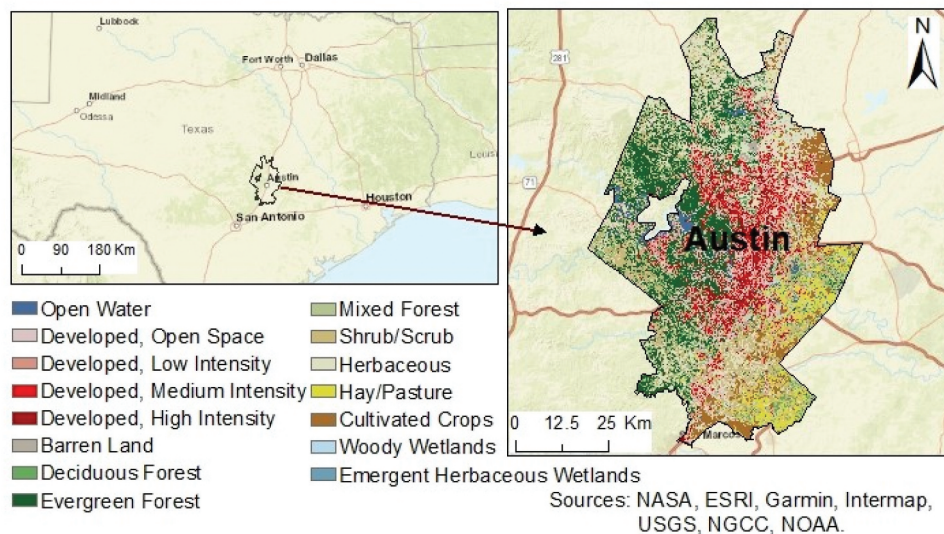 Lubbock
Fort Worth
Dallas
Midland
Odessa
Texas
Louisi
Austin
Houston
San Antonio
0 90 180 Km
N
281
71
Austin
Marcos
0 12.5 25 Km
Open Water
Developed, Open Space
Developed, Low Intensity
Developed, Medium Intensity
Developed, High Intensity
Barren Land
Deciduous Forest
Evergreen Forest
Mixed Forest
Shrub/Scrub
Herbaceous
Hay/Pasture
Cultivated Crops
Woody Wetlands
Emergent Herbaceous Wetlands
Sources: NASA, ESRI, Garmin, Intermap,
USGS, NGCC, NOAA.